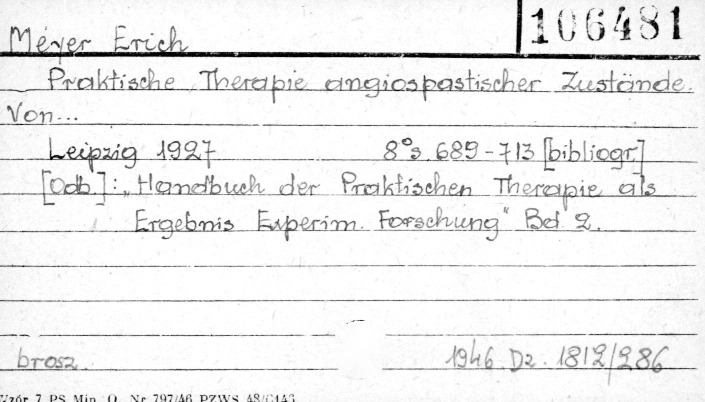 106481
Meyer Erich
Praktische Therapie angiospastischer Zustände.
Von...
Leipzig 1927 8° s. 689-713 [bibliogr.]
[Odb.]: „Handbuch der Praktischen Therapie als
Ergebnis Experim. Forschung" Bd 2.
brosz. 1946. Dz. 1812/286
Wzór 7 PS Min. O. Nr 797/46 PZWS